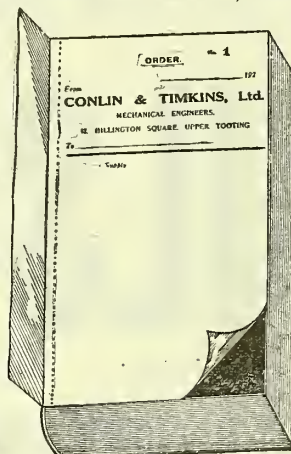 ORDER.
No 1
192
From
CONLIN & TIMKINS, Ltd.
MECHANICAL ENGINEERS.
BILLINGTON SQUARE, UPPER TOOTING
To
Supply